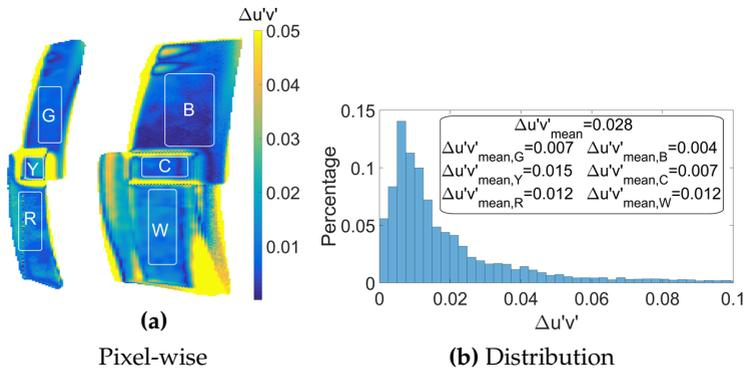 Δu'v'
0.05
0.04
0.03
0.02
0.01
G
B
Y
C
R
W
(a)
Pixel-wise
0.15
0.1
0.05
0
Percentage
Δu'v'mean=0.028
Δu'v'mean,G=0.007 Δu'v'mean,B=0.004
Δu'v'mean,Y=0.015 Δu'v'mean,C=0.007
Δu'v'mean,R=0.012 Δu'v'mean,W=0.012
0 0.02 0.04 0.06 0.08 0.1
Δu'v'
(b) Distribution